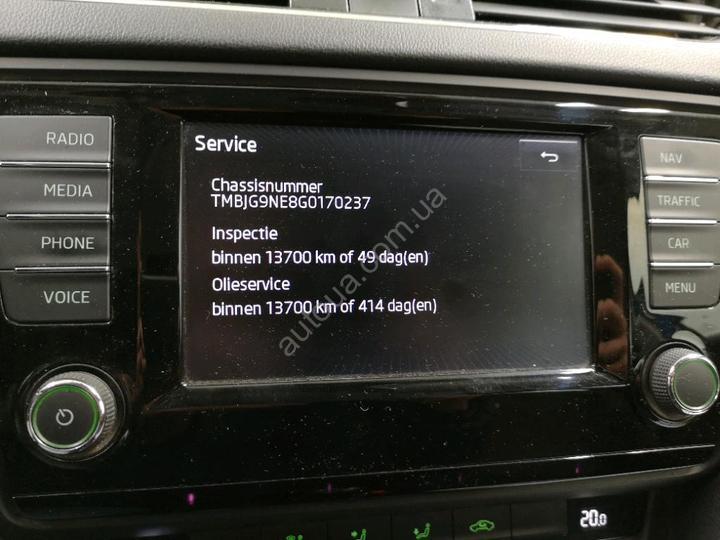 RADIO
MEDIA
PHONE
VOICE
Service
Chassisnummer
TMBJG9NE8G0170237
Inspectie
binnen 13700 km of 49 dag(en)
Olieservice
binnen 13700 km of 414 dag(en)
autoua.com.ua
NAV
TRAFFIC
CAR
MENU
20.0